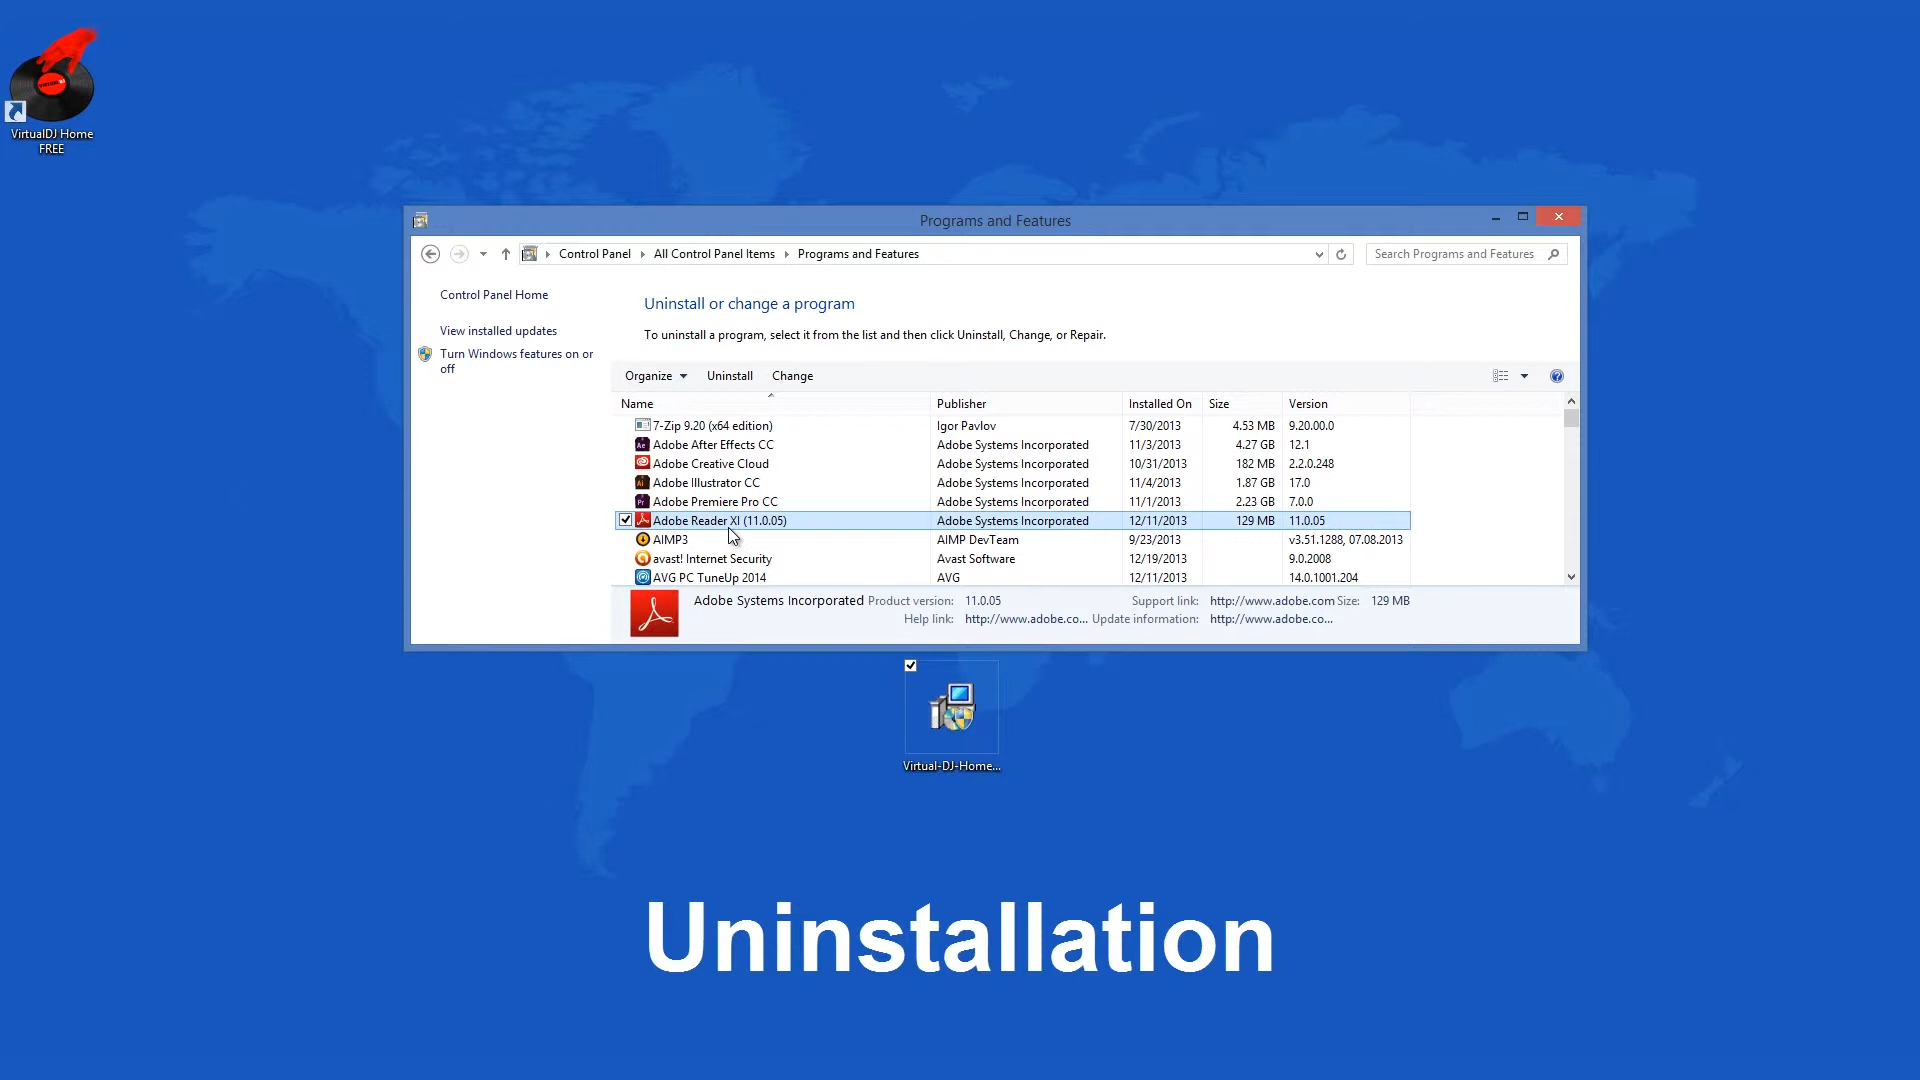 VirtualDJ Home
FREE
Programs and Features
Control Panel All Control Panel Items Programs and Features
Search Programs and Features
Control Panel Home
View installed updates
Turn Windows features on or
off
Uninstall or change a program
To uninstall a program, select it from the list and then click Uninstall, Change, or Repair.
Organize Uninstall Change
Name Publisher Installed On Size Version
7-Zip 9.20 (x64 edition) Igor Pavlov 7/30/2013 4.53 MB 9.20.00.0
Adobe After Effects CC Adobe Systems Incorporated 11/3/2013 4.27 GB 12.1
Adobe Creative Cloud Adobe Systems Incorporated 10/31/2013 182 MB 2.2.0.248
Adobe Illustrator CC Adobe Systems Incorporated 11/4/2013 1.87 GB 17.0
Adobe Premiere Pro CC Adobe Systems Incorporated 11/1/2013 2.23 GB 7.0.0
Adobe Reader XI (11.0.05) Adobe Systems Incorporated 12/11/2013 129 MB 11.0.05
AIMP3 AIMP DevTeam 9/23/2013 v3.51.1288, 07.08.2013
avast! Internet Security Avast Software 12/19/2013 9.0.2008
AVG PC TuneUp 2014 AVG 12/11/2013 14.0.1001.204
Adobe Systems Incorporated Product version: 11.0.05 Support link: http://www.adobe.com Size: 129 MB
Help link: http://www.adobe.co... Update information: http://www.adobe.co...
Virtual-DJ-Home...
Uninstallation